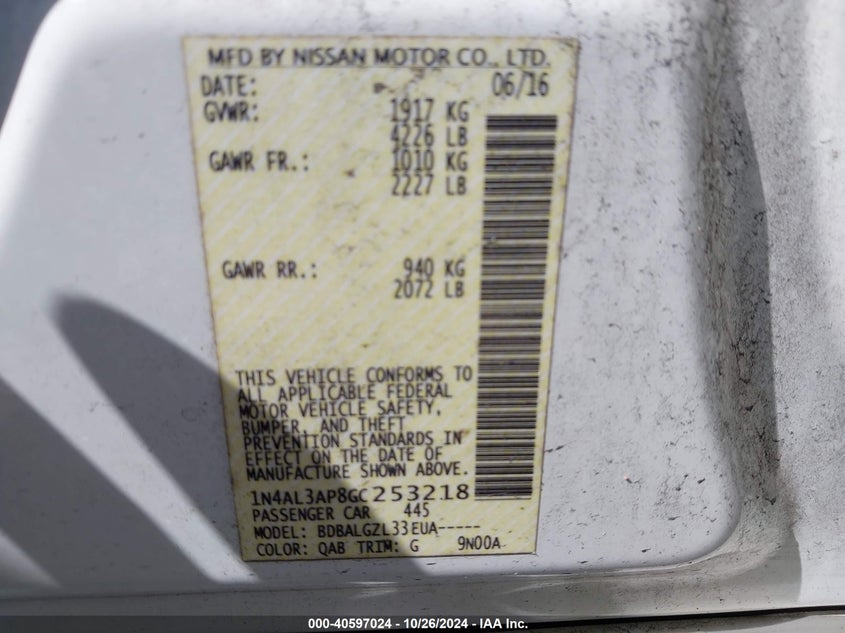 MFD BY NISSAN MOTOR CO., LTD.
DATE: 06/16
GVWR: 1917 KG
4226 LB
GAWR FR.: 1010 KG
2227 LB
GAWR RR.: 940 KG
2072 LB
THIS VEHICLE CONFORMS TO
ALL APPLICABLE FEDERAL
MOTOR VEHICLE SAFETY,
BUMPER, AND THEFT
PREVENTION STANDARDS IN
EFFECT ON THE DATE OF
MANUFACTURE SHOWN ABOVE.
1N4AL3AP8GC253218
PASSENGER CAR 445
MODEL: BDBALGZL33EUA-----
COLOR: QAB TRIM: G 9N00A
000-40597024 - 10/26/2024 - IAA Inc.